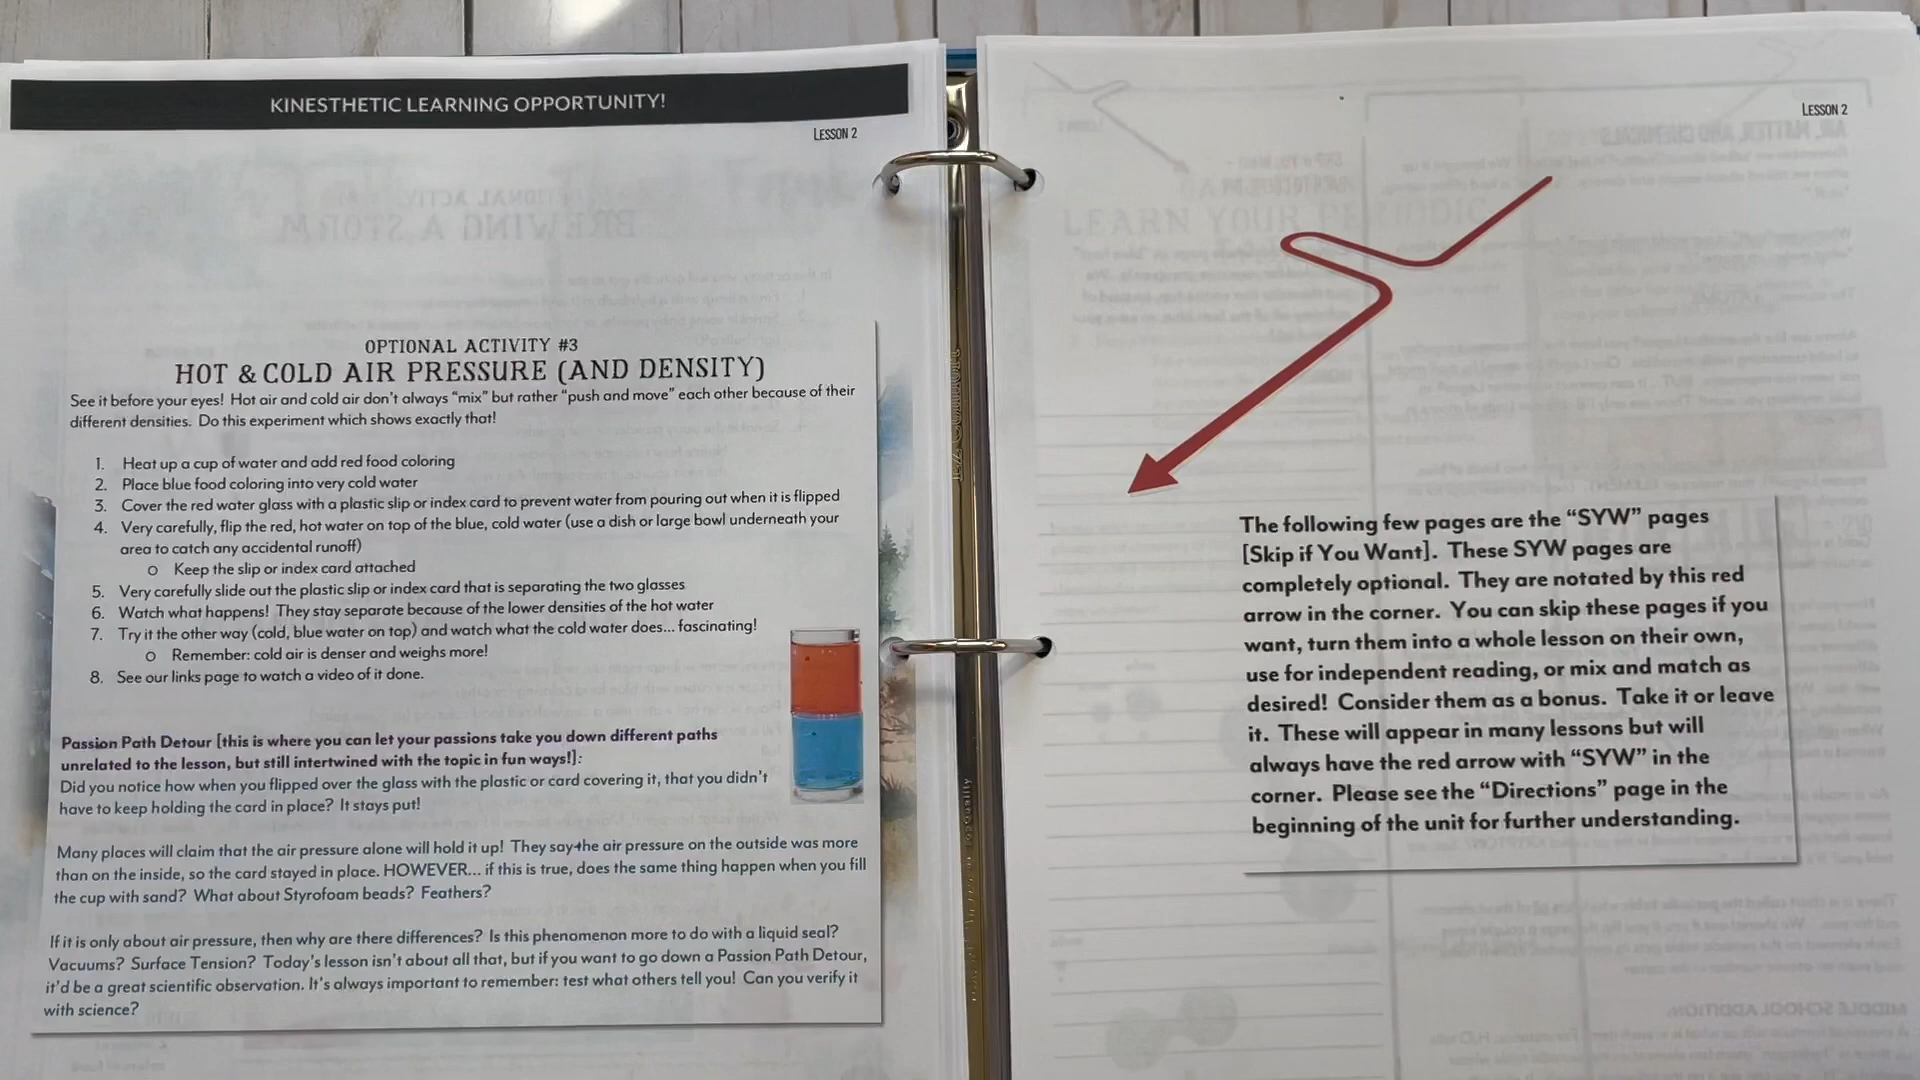 KINESTHETIC LEARNING OPPORTUNITY!
LESSON 2
OPTIONAL ACTIVITY #3
HOT & COLD AIR PRESSURE (AND DENSITY)
See it before your eyes! Hot air and cold air don't always "mix" but rather "push and move" each other because of their
different densities. Do this experiment which shows exactly that!
1. Heat up a cup of water and add red food coloring
2. Place blue food coloring into very cold water
3. Cover the red water glass with a plastic slip or index card to prevent water from pouring out when it is flipped
4. Very carefully, flip the red, hot water on top of the blue, cold water (use a dish or large bowl underneath your
area to catch any accidental runoff)
o Keep the slip or index card attached
5. Very carefully slide out the plastic slip or index card that is separating the two glasses
6. Watch what happens! They stay separate because of the lower densities of the hot water
7. Try it the other way (cold, blue water on top) and watch what the cold water does... fascinating!
o Remember: cold air is denser and weighs more!
8. See our links page to watch a video of it done.
Passion Path Detour [this is where you can let your passions take you down different paths
unrelated to the lesson, but still intertwined with the topic in fun ways!]:
Did you notice how when you flipped over the glass with the plastic or card covering it, that you didn't
have to keep holding the card in place? It stays put!
Many places will claim that the air pressure alone will hold it up! They say the air pressure on the outside was more
than on the inside, so the card stayed in place. HOWEVER... if this is true, does the same thing happen when you fill
the cup with sand? What about Styrofoam beads? Feathers?
If it is only about air pressure, then why are there differences? Is this phenomenon more to do with a liquid seal?
Vacuums? Surface Tension? Today's lesson isn't about all that, but if you want to go down a Passion Path Detour,
it'd be a great scientific observation. It's always important to remember: test what others tell you! Can you verify it
with science?
LESSON 2
LEARN YOUR PERIODIC
The following few pages are the "SYW" pages
[Skip if You Want]. These SYW pages are
completely optional. They are notated by this red
arrow in the corner. You can skip these pages if you
want, turn them into a whole lesson on their own,
use for independent reading, or mix and match as
desired! Consider them as a bonus. Take it or leave
it. These will appear in many lessons but will
always have the red arrow with "SYW" in the
corner. Please see the "Directions" page in the
beginning of the unit for further understanding.